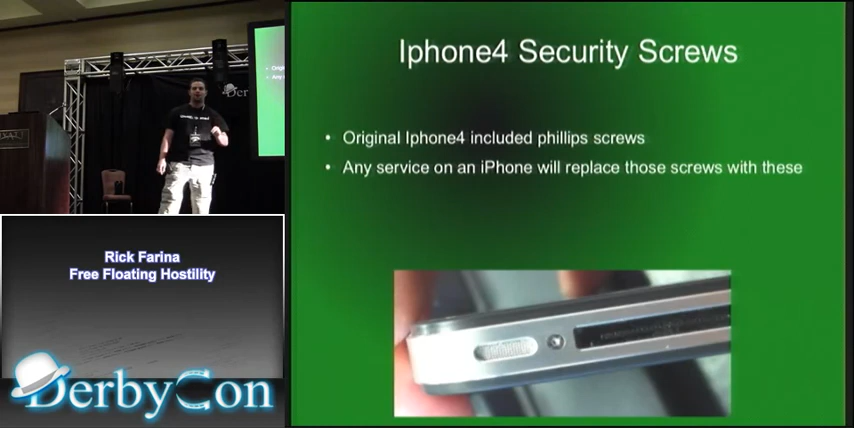 Iphone4 Security Screws
• Original Iphone4 included phillips screws
• Any service on an iPhone will replace those screws with these
Rick Farina
Free Floating Hostility
DerbyCon